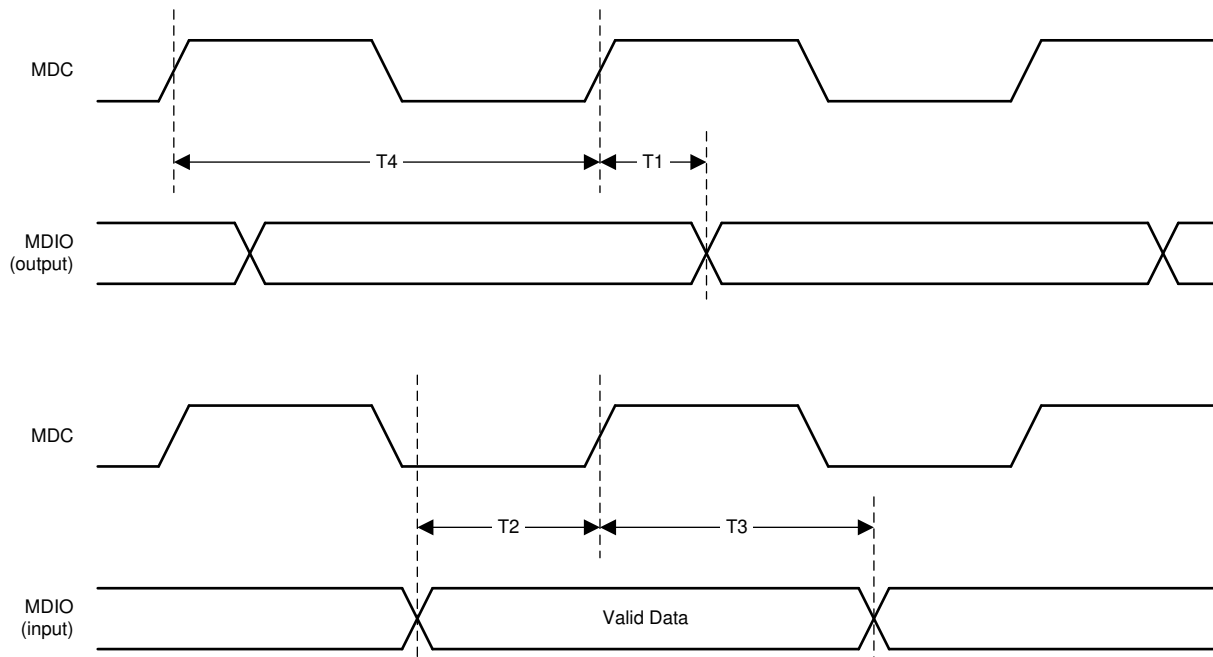 MDC
T4
T1
MDIO
(output)
MDC
T2
T3
MDIO
(input)
Valid Data